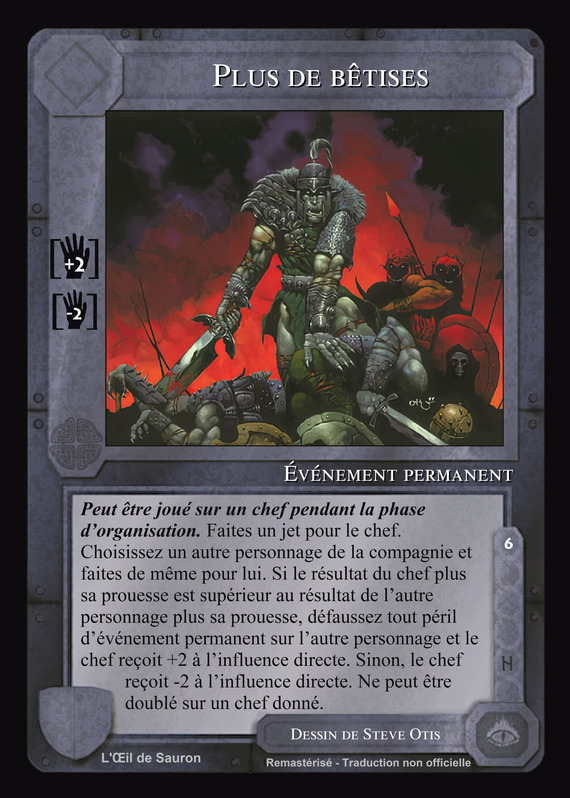 Plus de bêtises
[+2]
[-2]
Événement permanent
Peut être joué sur un chef pendant la phase
d'organisation. Faites un jet pour le chef.
Choisissez un autre personnage de la compagnie et
faites de même pour lui. Si le résultat du chef plus
sa prouesse est supérieur au résultat de l'autre
personnage plus sa prouesse, défaussez tout péril
d'événement permanent sur l'autre personnage et le
chef reçoit +2 à l'influence directe. Sinon, le chef
reçoit -2 à l'influence directe. Ne peut être
doublé sur un chef donné.
6
Dessin de Steve Otis
L'Œil de Sauron
Remastérisé - Traduction non officielle